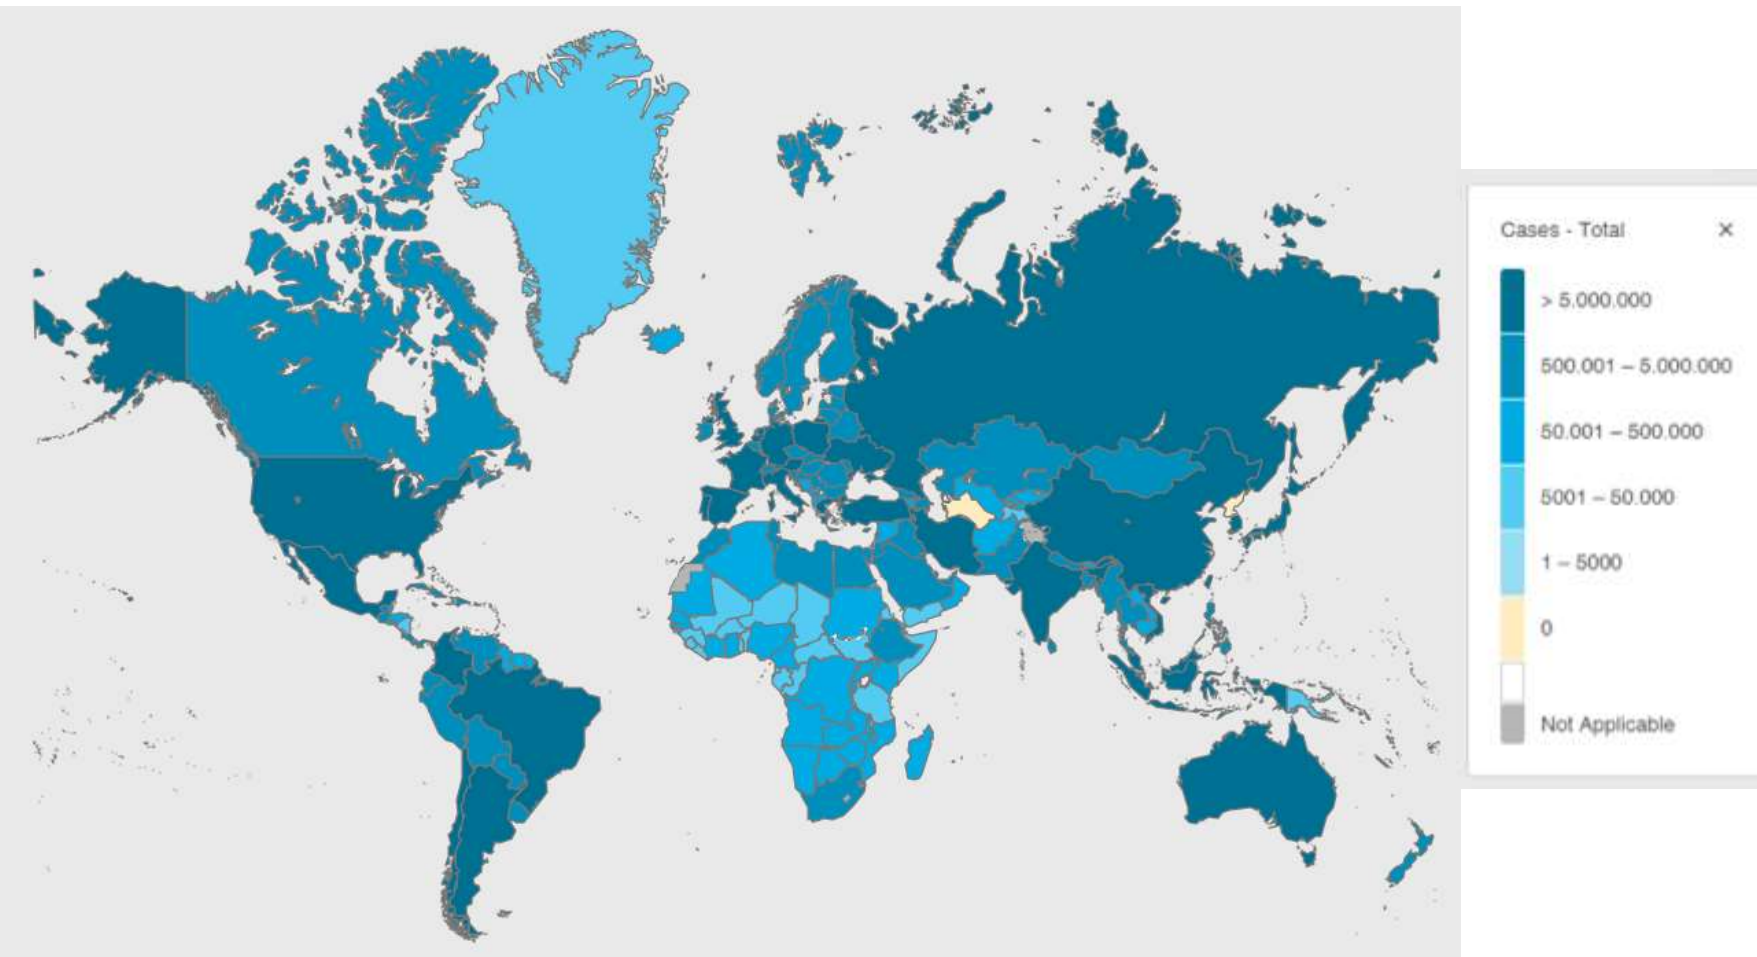 Cases - Total ×
> 5.000.000
500.001 – 5.000.000
50.001 – 500.000
5001 – 50.000
1 – 5000
0
Not Applicable